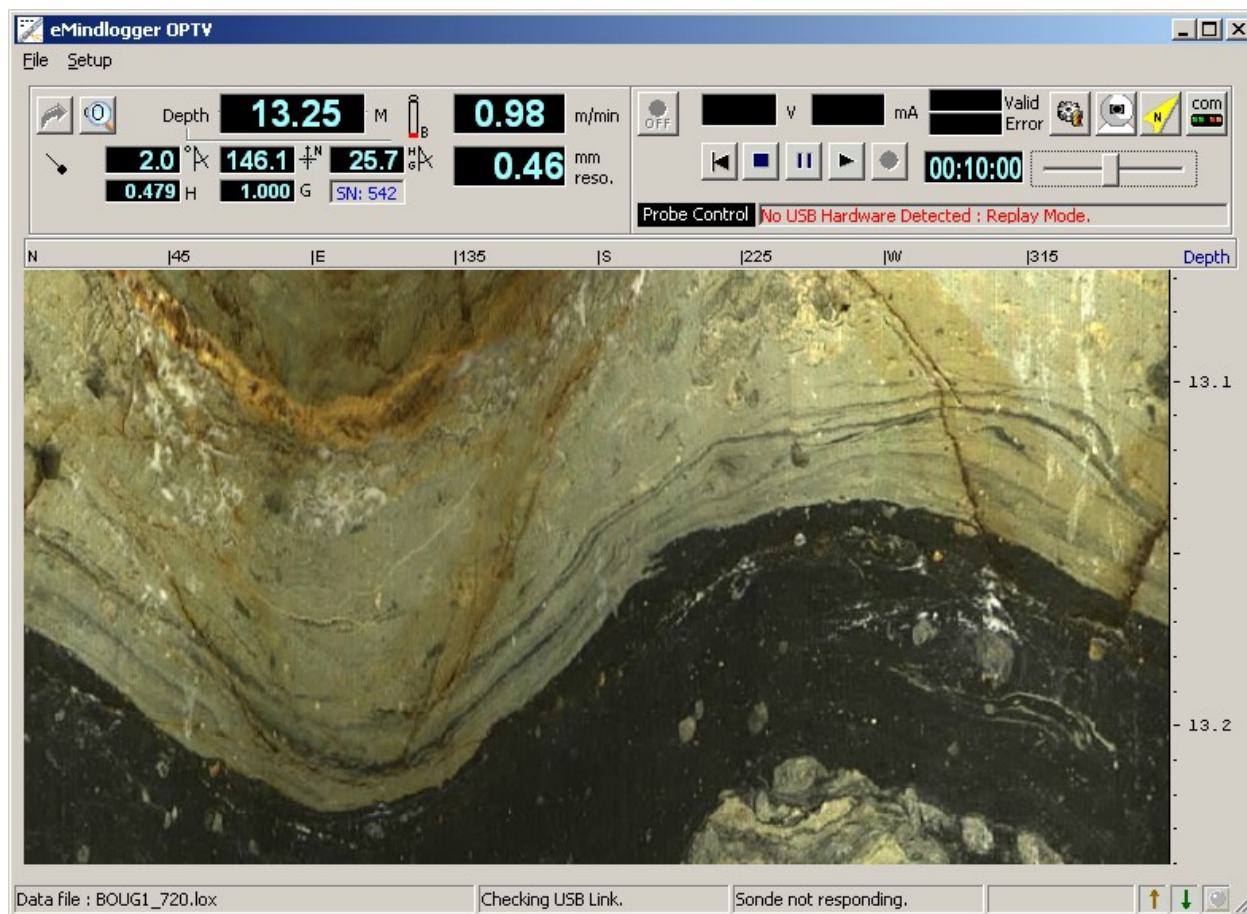 eMindlogger OPTV
File Setup
Depth 13.25 M B 0.98 m/min
OFF V mA Valid
Error com
2.0 ° 146.1 N 25.7 H G 0.46 mm
reso.
00:10:00
0.479 H 1.000 G SN: 542
Probe Control No USB Hardware Detected : Replay Mode.
N |45 |E |135 |S |225 |W |315 Depth
13.1
13.2
Data file : BOUG1_720.lox Checking USB Link. Sonde not responding.